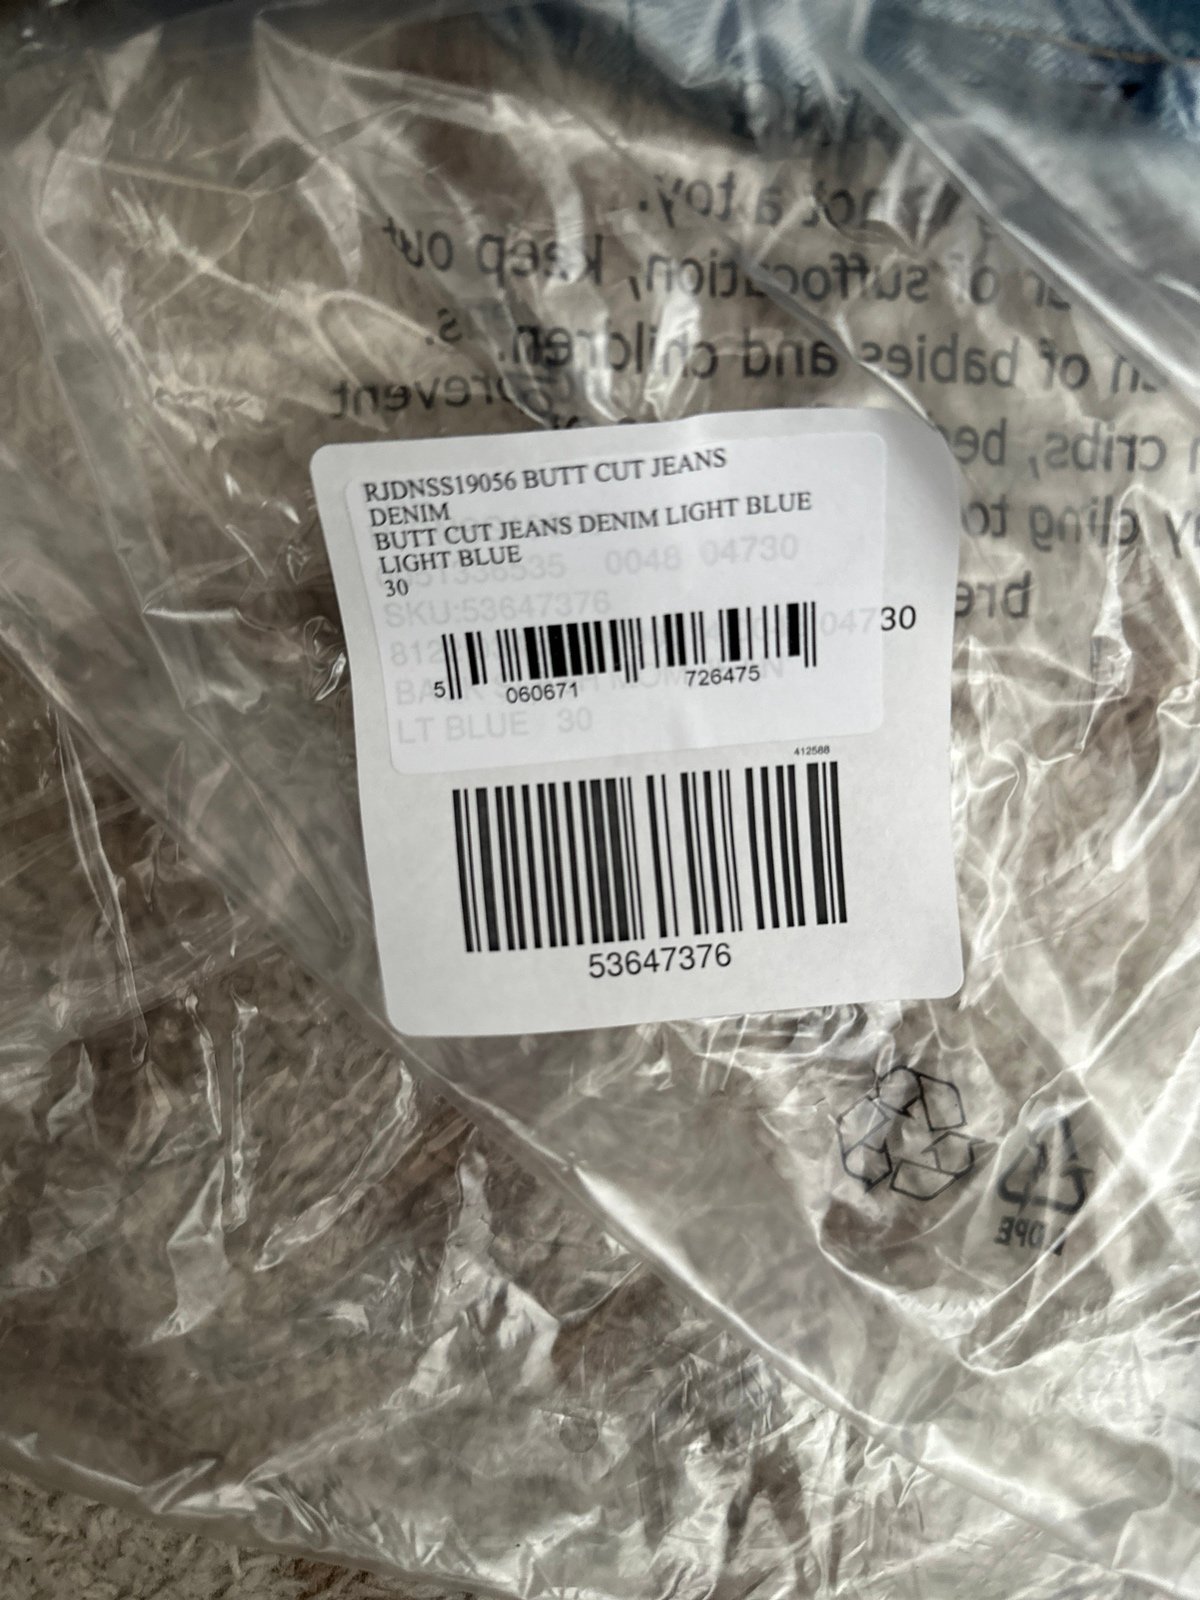 not a toy.
of suffocation, keep out
of babies and children.
cribs,
prevent
cling to
RJDNSS19056 BUTT CUT JEANS
DENIM
BUTT CUT JEANS DENIM LIGHT BLUE
LIGHT BLUE
30
0048 04730
SKU:53647376
30
5 060671 726475
LT BLUE 30
412588
53647376